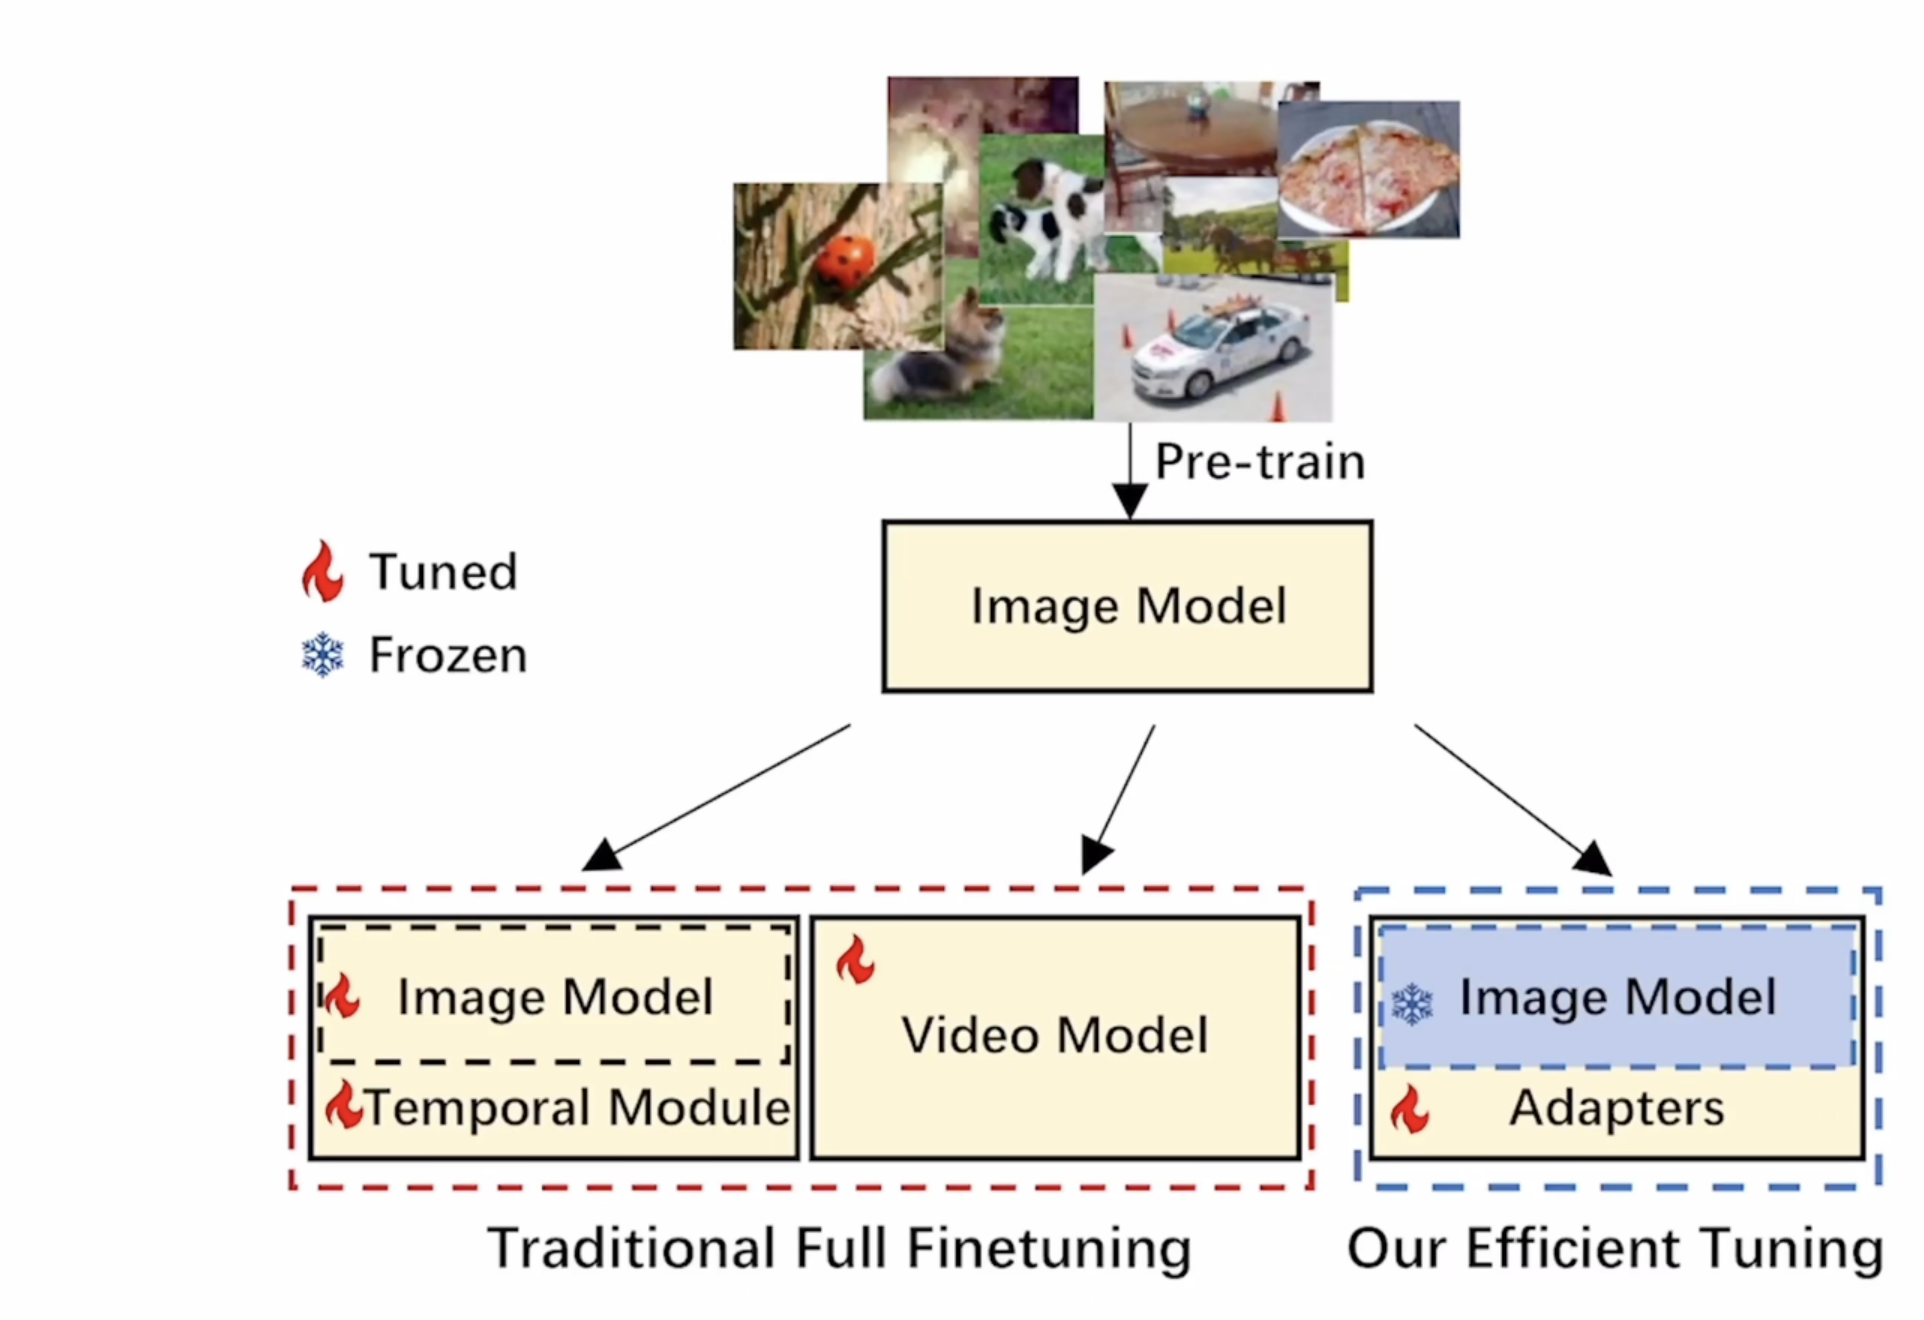 Pre-train
Image Model
Tuned
Frozen
Image Model
Temporal Module
Video Model
Image Model
Adapters
Traditional Full Finetuning
Our Efficient Tuning